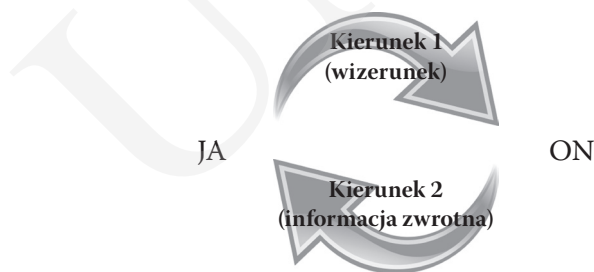 Kierunek 1
(wizerunek)
JA
ON
Kierunek 2
(informacja zwrotna)